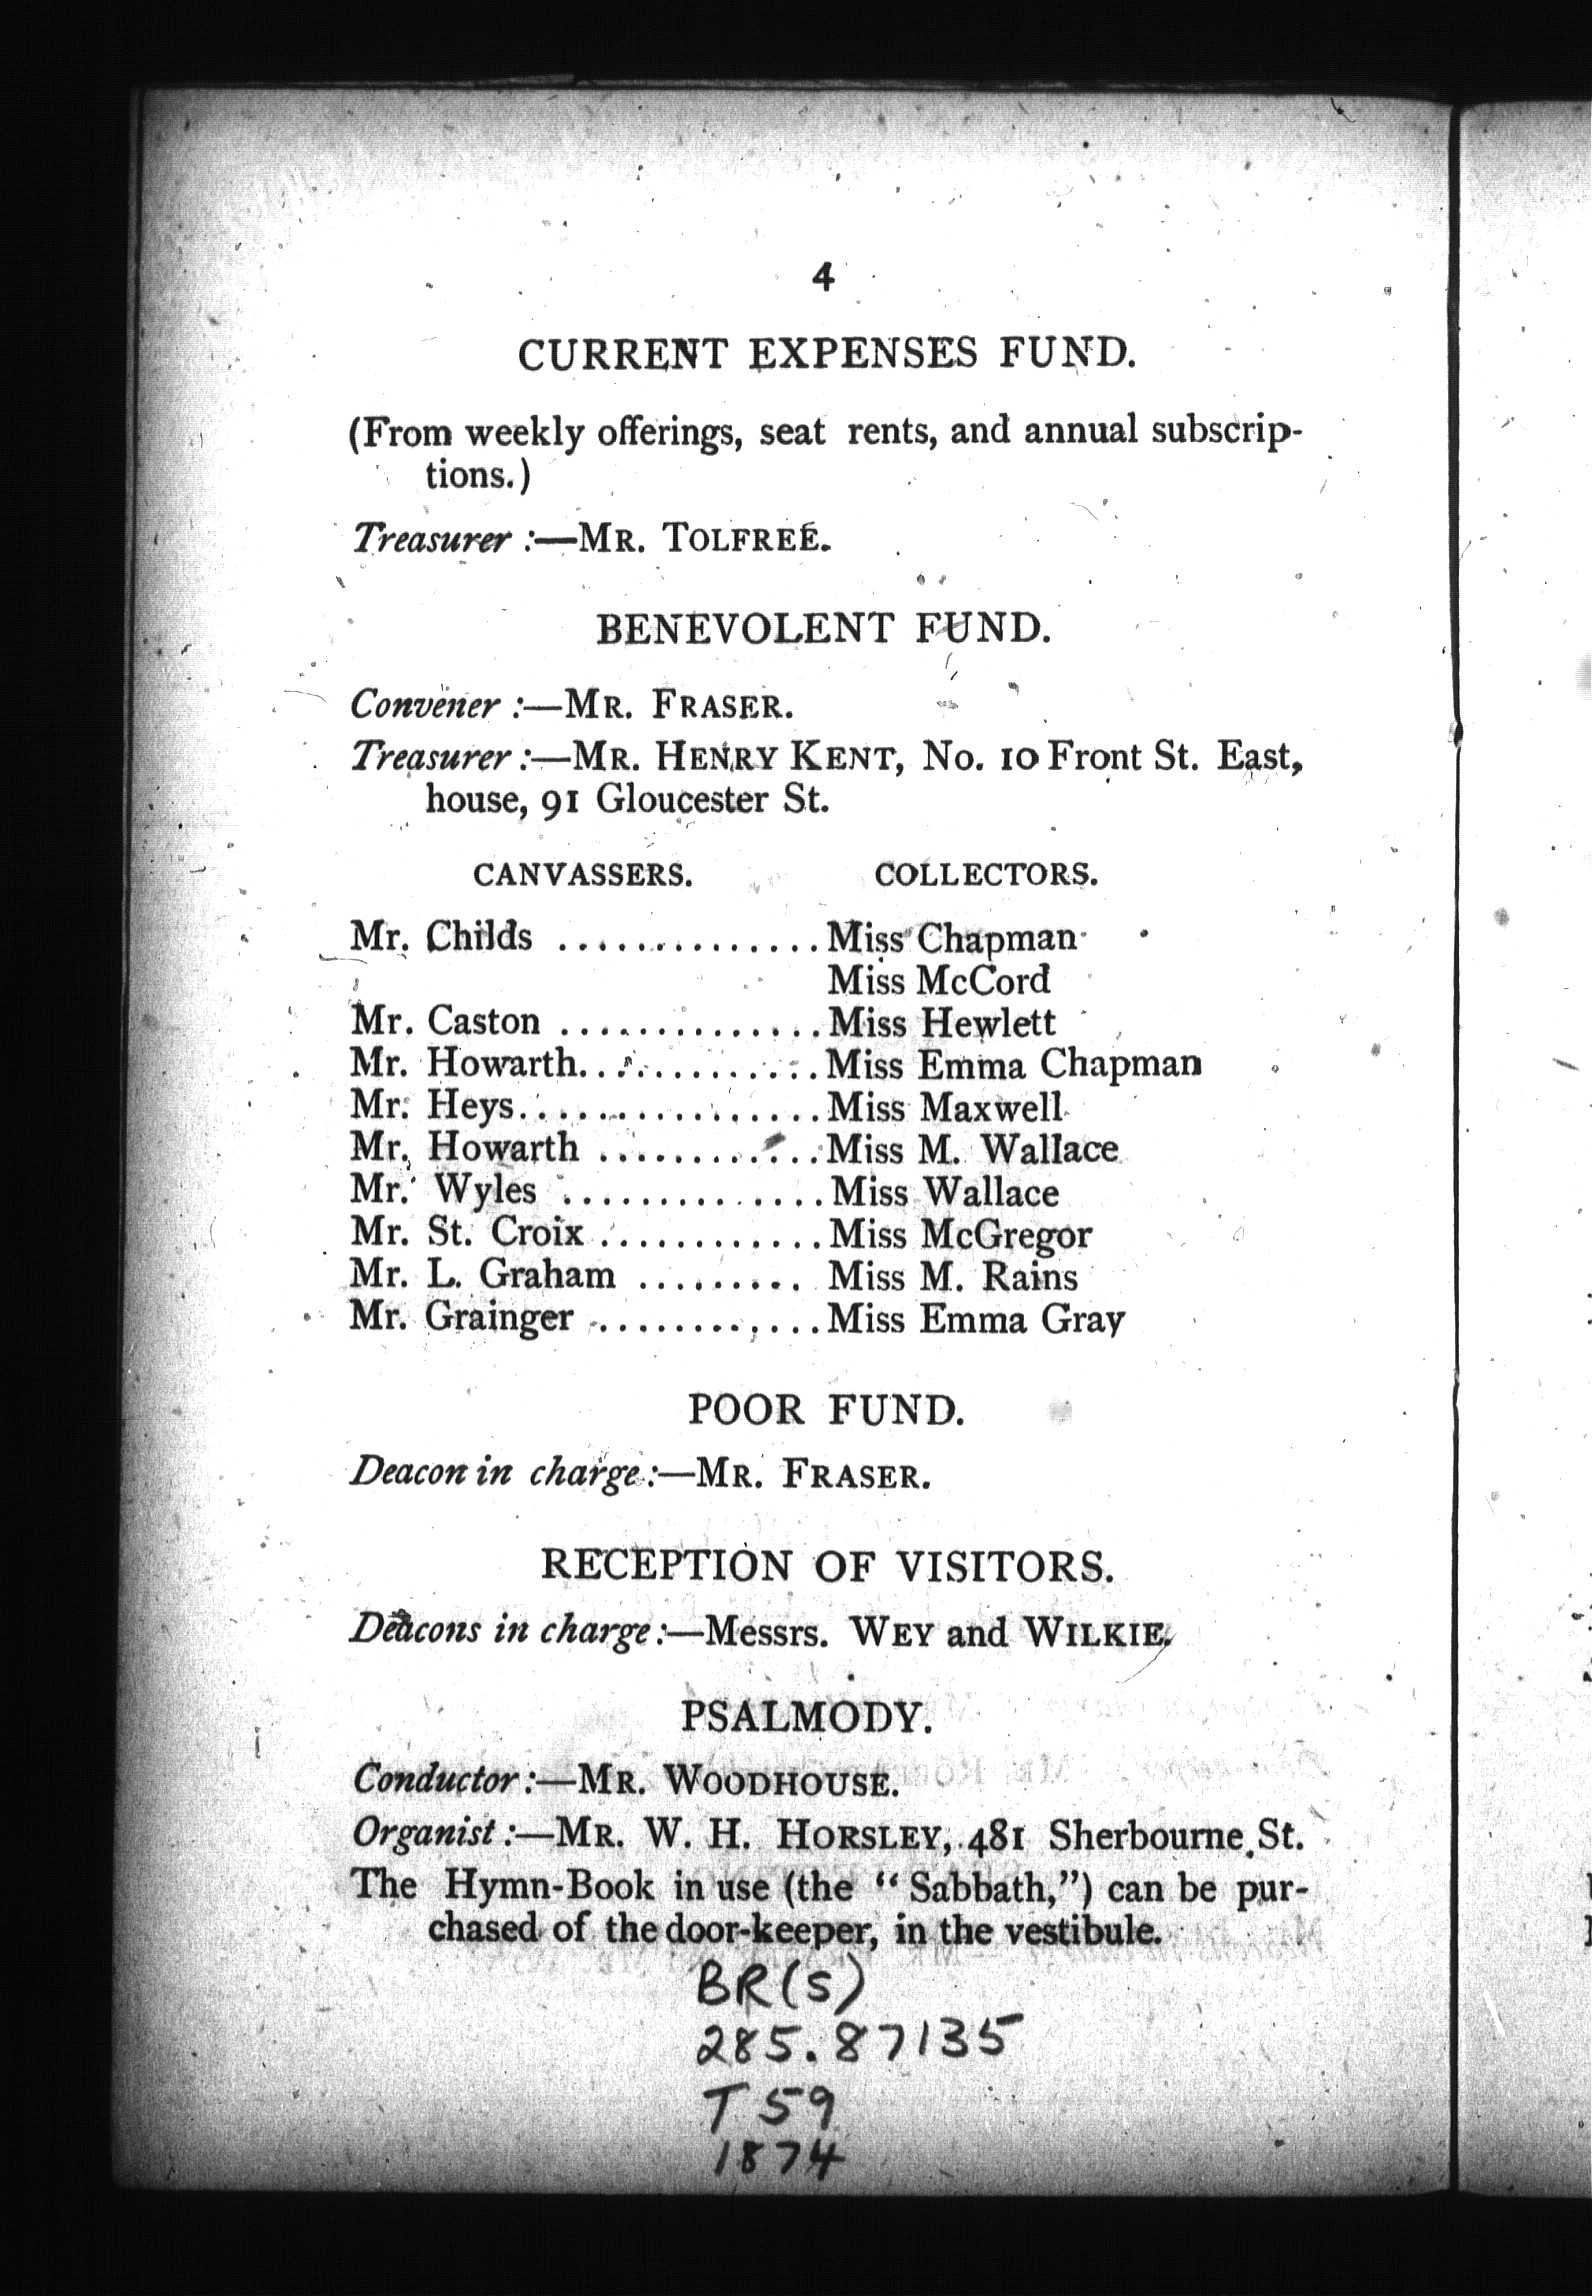 4
CURRENT EXPENSES FUND.
(From weekly offerings, seat rents, and annual subscrip-
tions.)
Treasurer :—MR. TOLFREE.
BENEVOLENT FUND.
Convener :—MR. FRASER.
Treasurer :—MR. HENRY KENT, No. 10 Front St. East,
house, 91 Gloucester St.
CANVASSERS. COLLECTORS.
Mr. Childs ..............Miss Chapman
Miss McCord
Mr. Caston ..............Miss Hewlett
Mr. Howarth.............Miss Emma Chapman
Mr. Heys................Miss Maxwell
Mr. Howarth ............Miss M. Wallace
Mr. Wyles ..............Miss Wallace
Mr. St. Croix ............Miss McGregor
Mr. L. Graham ......... Miss M. Rains
Mr. Grainger ............Miss Emma Gray
POOR FUND.
Deacon in charge:—MR. FRASER.
RECEPTION OF VISITORS.
Deacons in charge:—Messrs. WEY and WILKIE.
PSALMODY.
Conductor:—MR. WOODHOUSE.
Organist :—MR. W. H. HORSLEY, 481 Sherbourne St.
The Hymn-Book in use (the “ Sabbath,”) can be pur-
chased of the door-keeper, in the vestibule.
BR(S)
285.87135
T59
1874